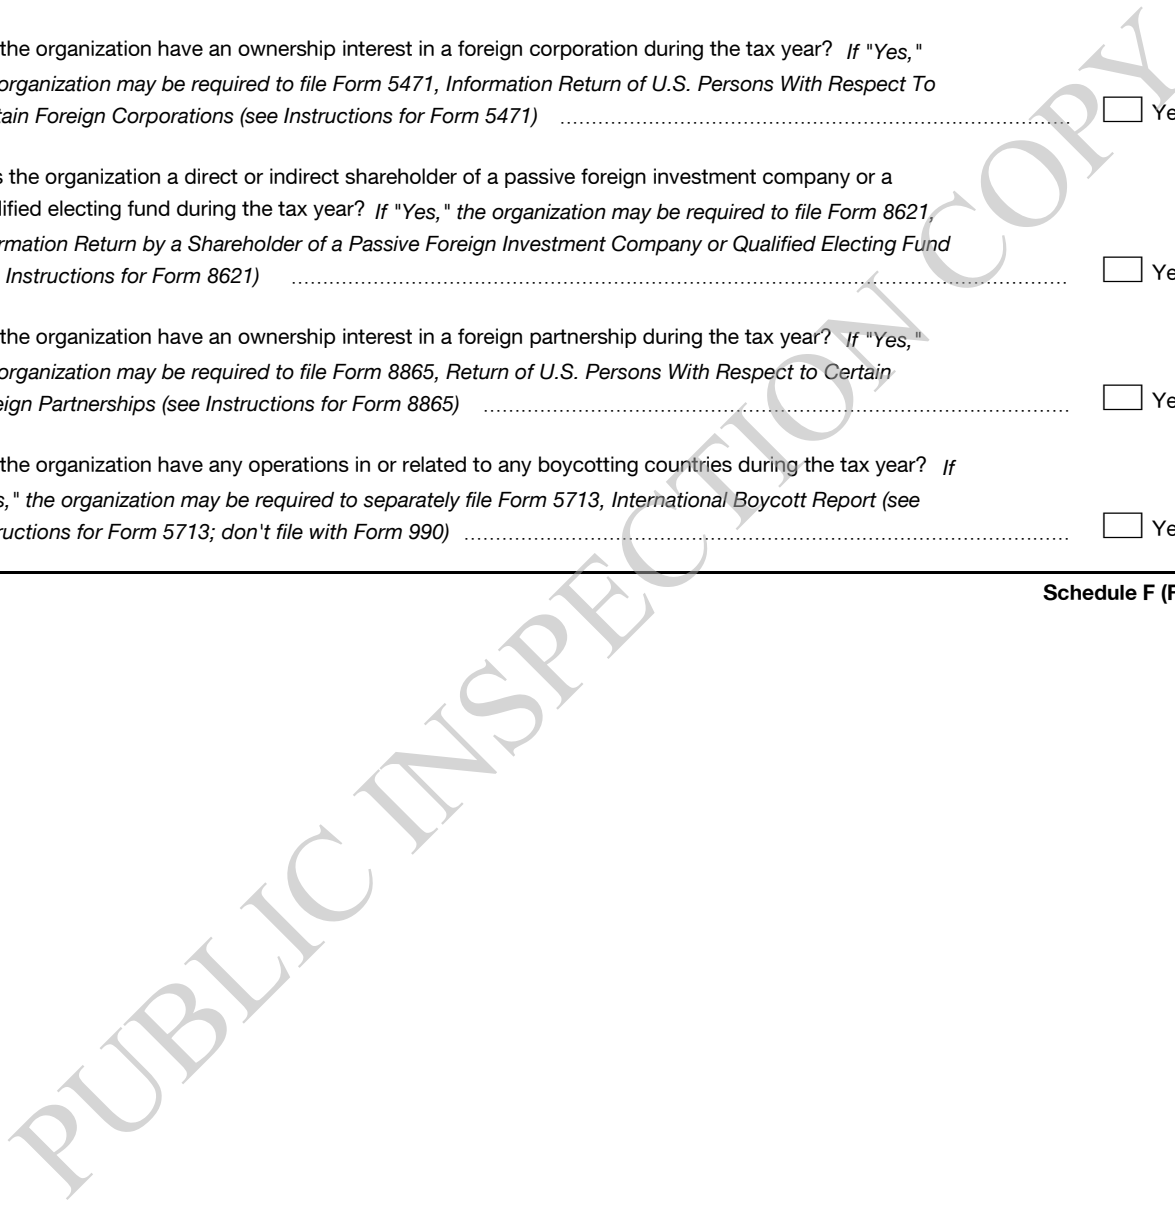 the organization have an ownership interest in a foreign corporation during the tax year? If "Yes,"
organization may be required to file Form 5471, Information Return of U.S. Persons With Respect To
tain Foreign Corporations (see Instructions for Form 5471) Ye
s the organization a direct or indirect shareholder of a passive foreign investment company or a
lified electing fund during the tax year? If "Yes," the organization may be required to file Form 8621,
rmation Return by a Shareholder of a Passive Foreign Investment Company or Qualified Electing Fund
Instructions for Form 8621) Ye
the organization have an ownership interest in a foreign partnership during the tax year? If "Yes,"
organization may be required to file Form 8865, Return of U.S. Persons With Respect to Certain
eign Partnerships (see Instructions for Form 8865) Ye
the organization have any operations in or related to any boycotting countries during the tax year? If
s," the organization may be required to separately file Form 5713, International Boycott Report (see
ructions for Form 5713; don't file with Form 990) Ye
Schedule F (F
PUBLIC INSPECTION COPY